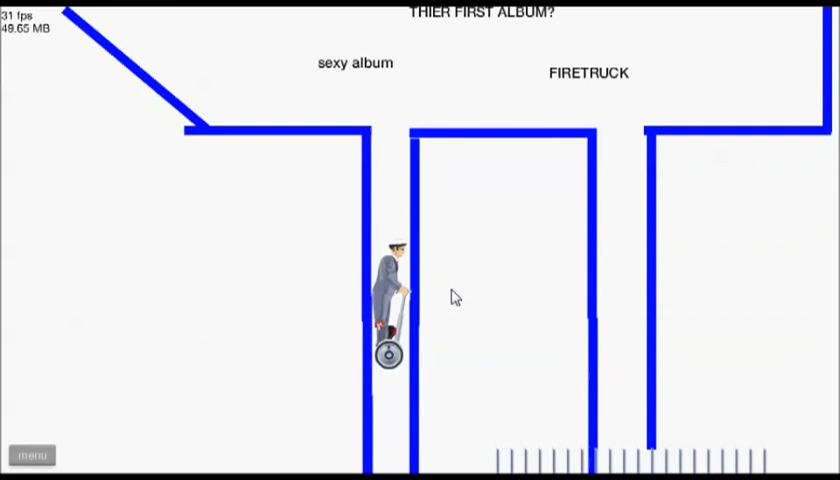 31 fps
49.65 MB
THIER FIRST ALBUM?
sexy album
FIRETRUCK
menu